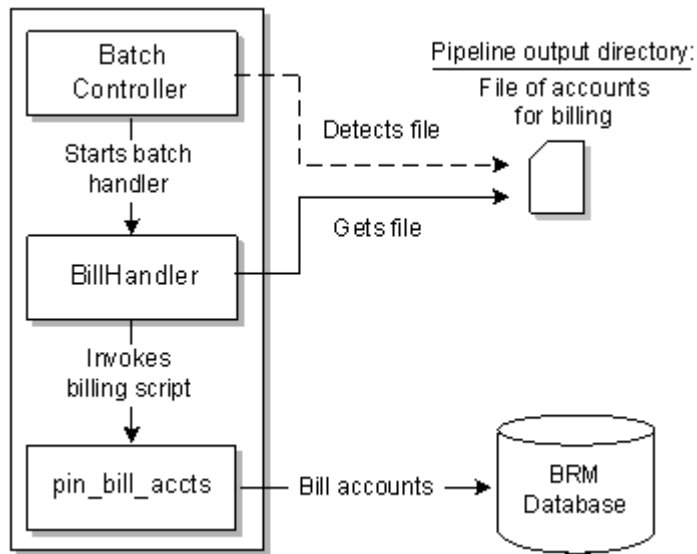 Batch
Controller
Pipeline output directory:
File of accounts
for billing
Detects file
Starts batch
handler
Gets file
BillHandler
Invokes
billing script
pin_bill_accts
Bill accounts
BRM
Database